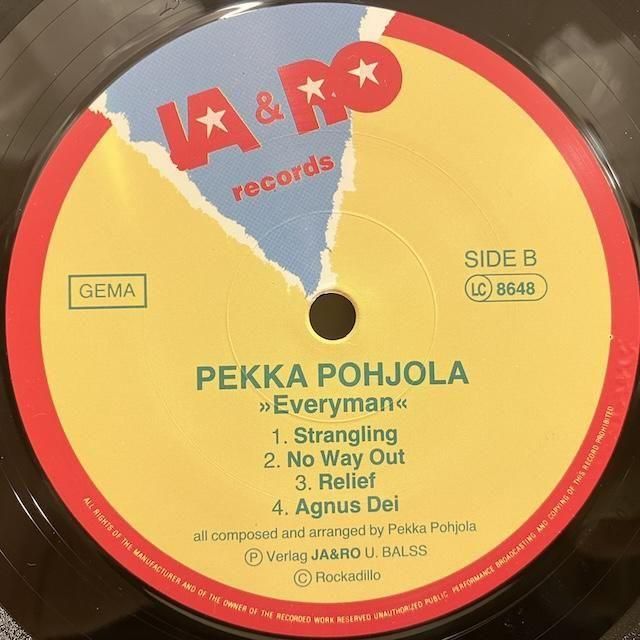 JA & RO
records
GEMA
SIDE B
LC 8648
PEKKA POHJOLA
»Everyman«
1. Strangling
2. No Way Out
3. Relief
4. Agnus Dei
all composed and arranged by Pekka Pohjola
Ⓟ Verlag JA&RO U. BALSS
© Rockadillo
ALL RIGHTS OF THE MANUFACTURER AND OF THE OWNER OF THE RECORDED WORK RESERVED UNAUTHORIZED PUBLIC PERFORMANCE BROADCASTING AND COPYING OF THIS RECORD PROHIBITED